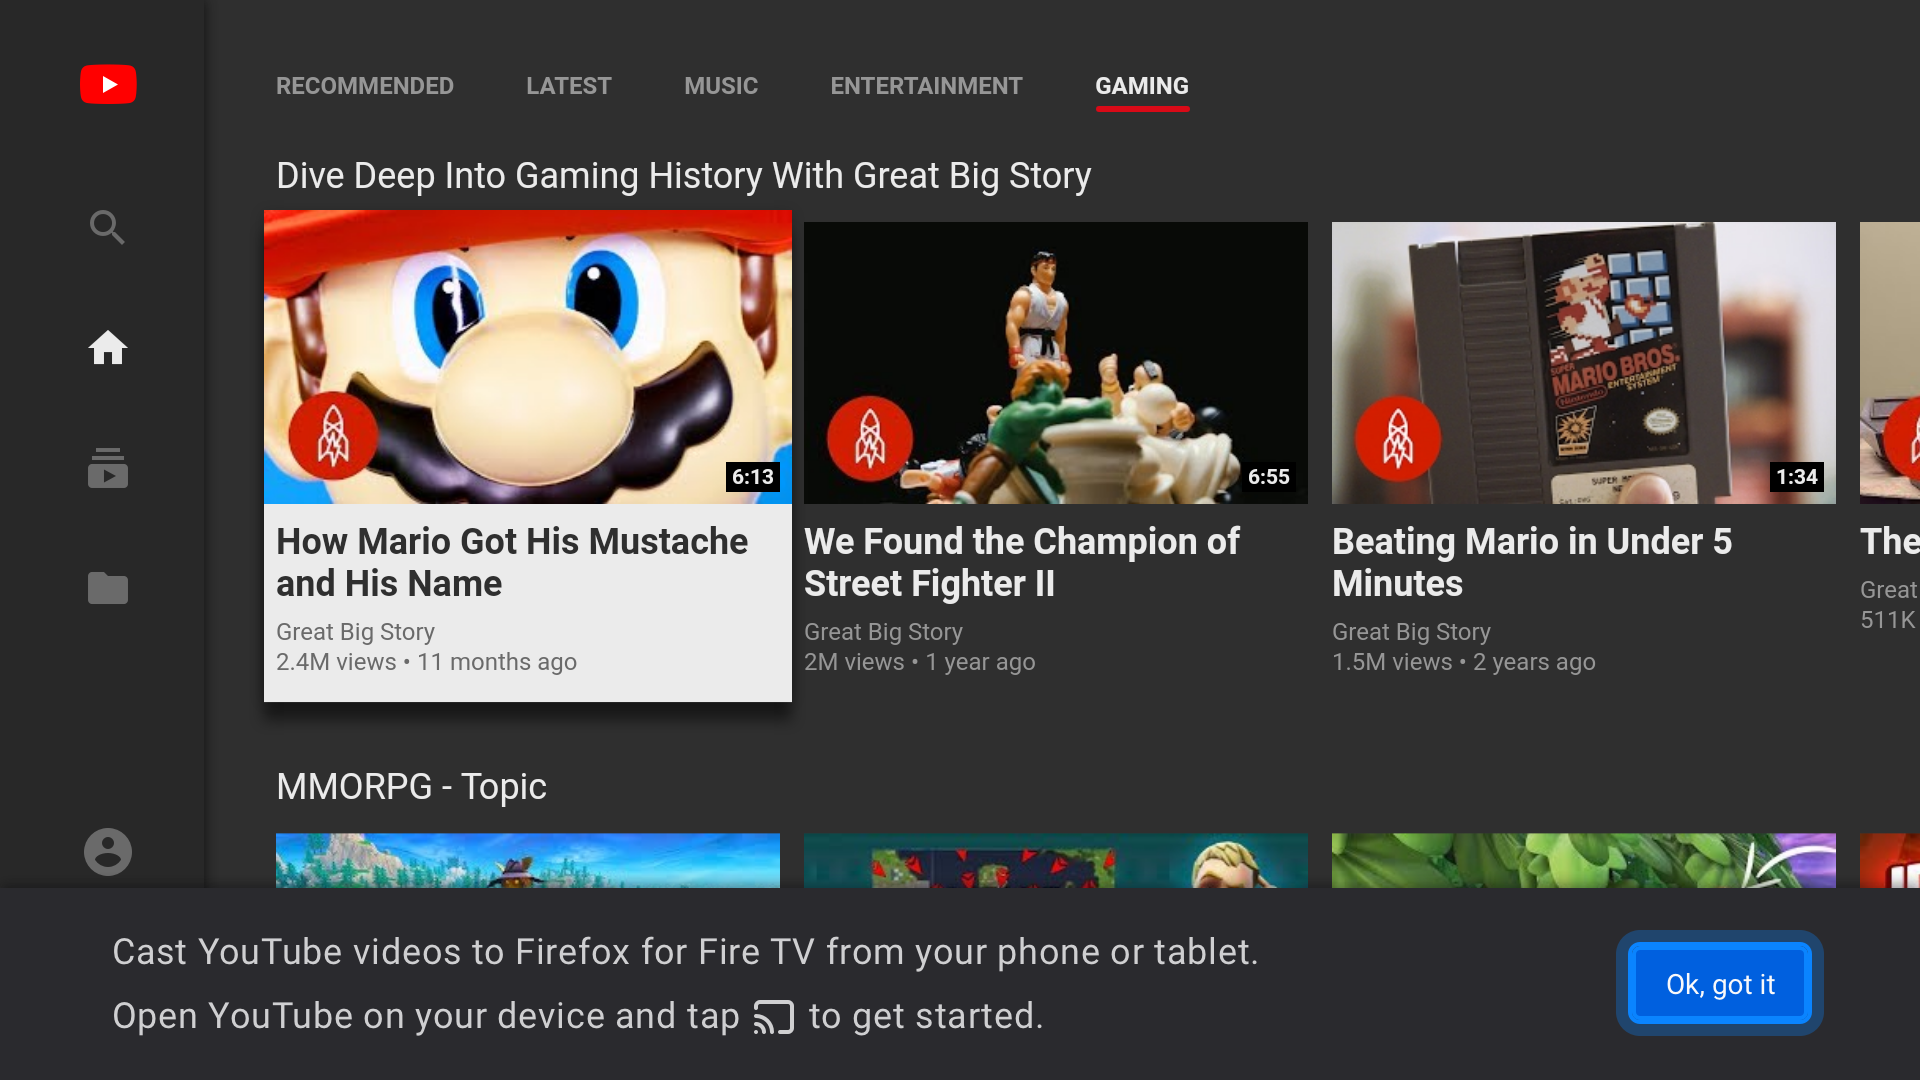 RECOMMENDED LATEST MUSIC ENTERTAINMENT GAMING
Dive Deep Into Gaming History With Great Big Story
SUPER
MARIO BROS.
Nintendo
ENTERTAINMENT
SYSTEM
SUPER
6:13
6:55
1:34
How Mario Got His Mustache
and His Name
Great Big Story
2.4M views • 11 months ago
We Found the Champion of
Street Fighter II
Great Big Story
2M views • 1 year ago
Beating Mario in Under 5
Minutes
Great Big Story
1.5M views • 2 years ago
The
Great
511K
MMORPG - Topic
Cast YouTube videos to Firefox for Fire TV from your phone or tablet.
Open YouTube on your device and tap to get started.
Ok, got it